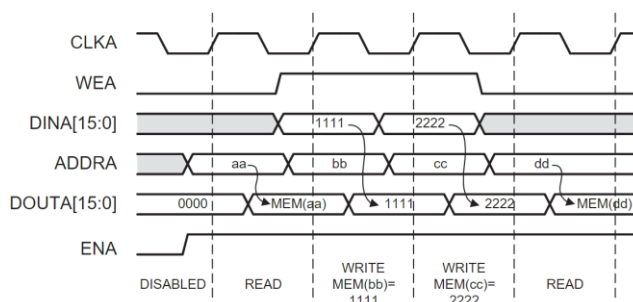 CLKA
WEA
DINA[15:0] 1111 2222
ADDRA aa bb cc dd
DOUTA[15:0] 0000 MEM(aa) 1111 2222 MEM(dd)
ENA
DISABLED READ WRITE MEM(bb)= 1111 WRITE MEM(cc)= 2222 READ